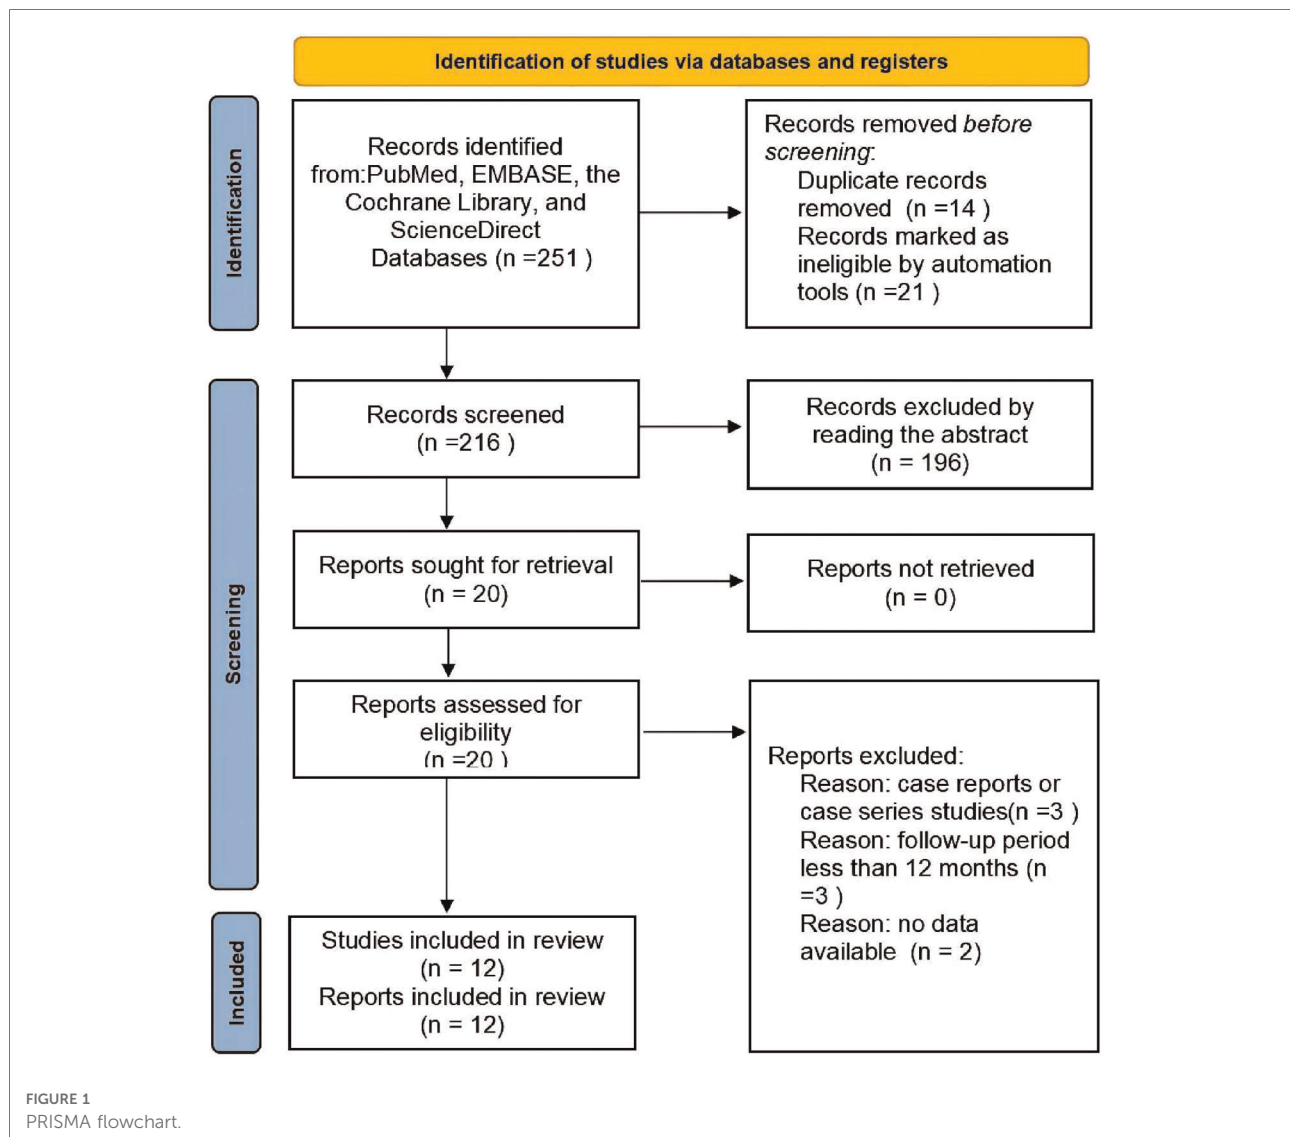 Identification of studies via databases and registers
Identification
Records identified
from:PubMed, EMBASE, the
Cochrane Library, and
ScienceDirect
Databases (n =251 )
Records removed before
screening:
Duplicate records
removed  (n =14 )
Records marked as
ineligible by automation
tools (n =21 )
Screening
Records screened
(n =216 )
Records excluded by
reading the abstract
(n = 196)
Reports sought for retrieval
(n = 20)
Reports not retrieved
(n = 0)
Reports assessed for
eligibility
(n =20 )
Reports excluded:
Reason: case reports or
case series studies(n =3 )
Reason: follow-up period
less than 12 months (n
=3 )
Reason: no data
available  (n = 2)
Included
Studies included in review
(n = 12)
Reports included in review
(n = 12)
FIGURE 1
PRISMA flowchart.